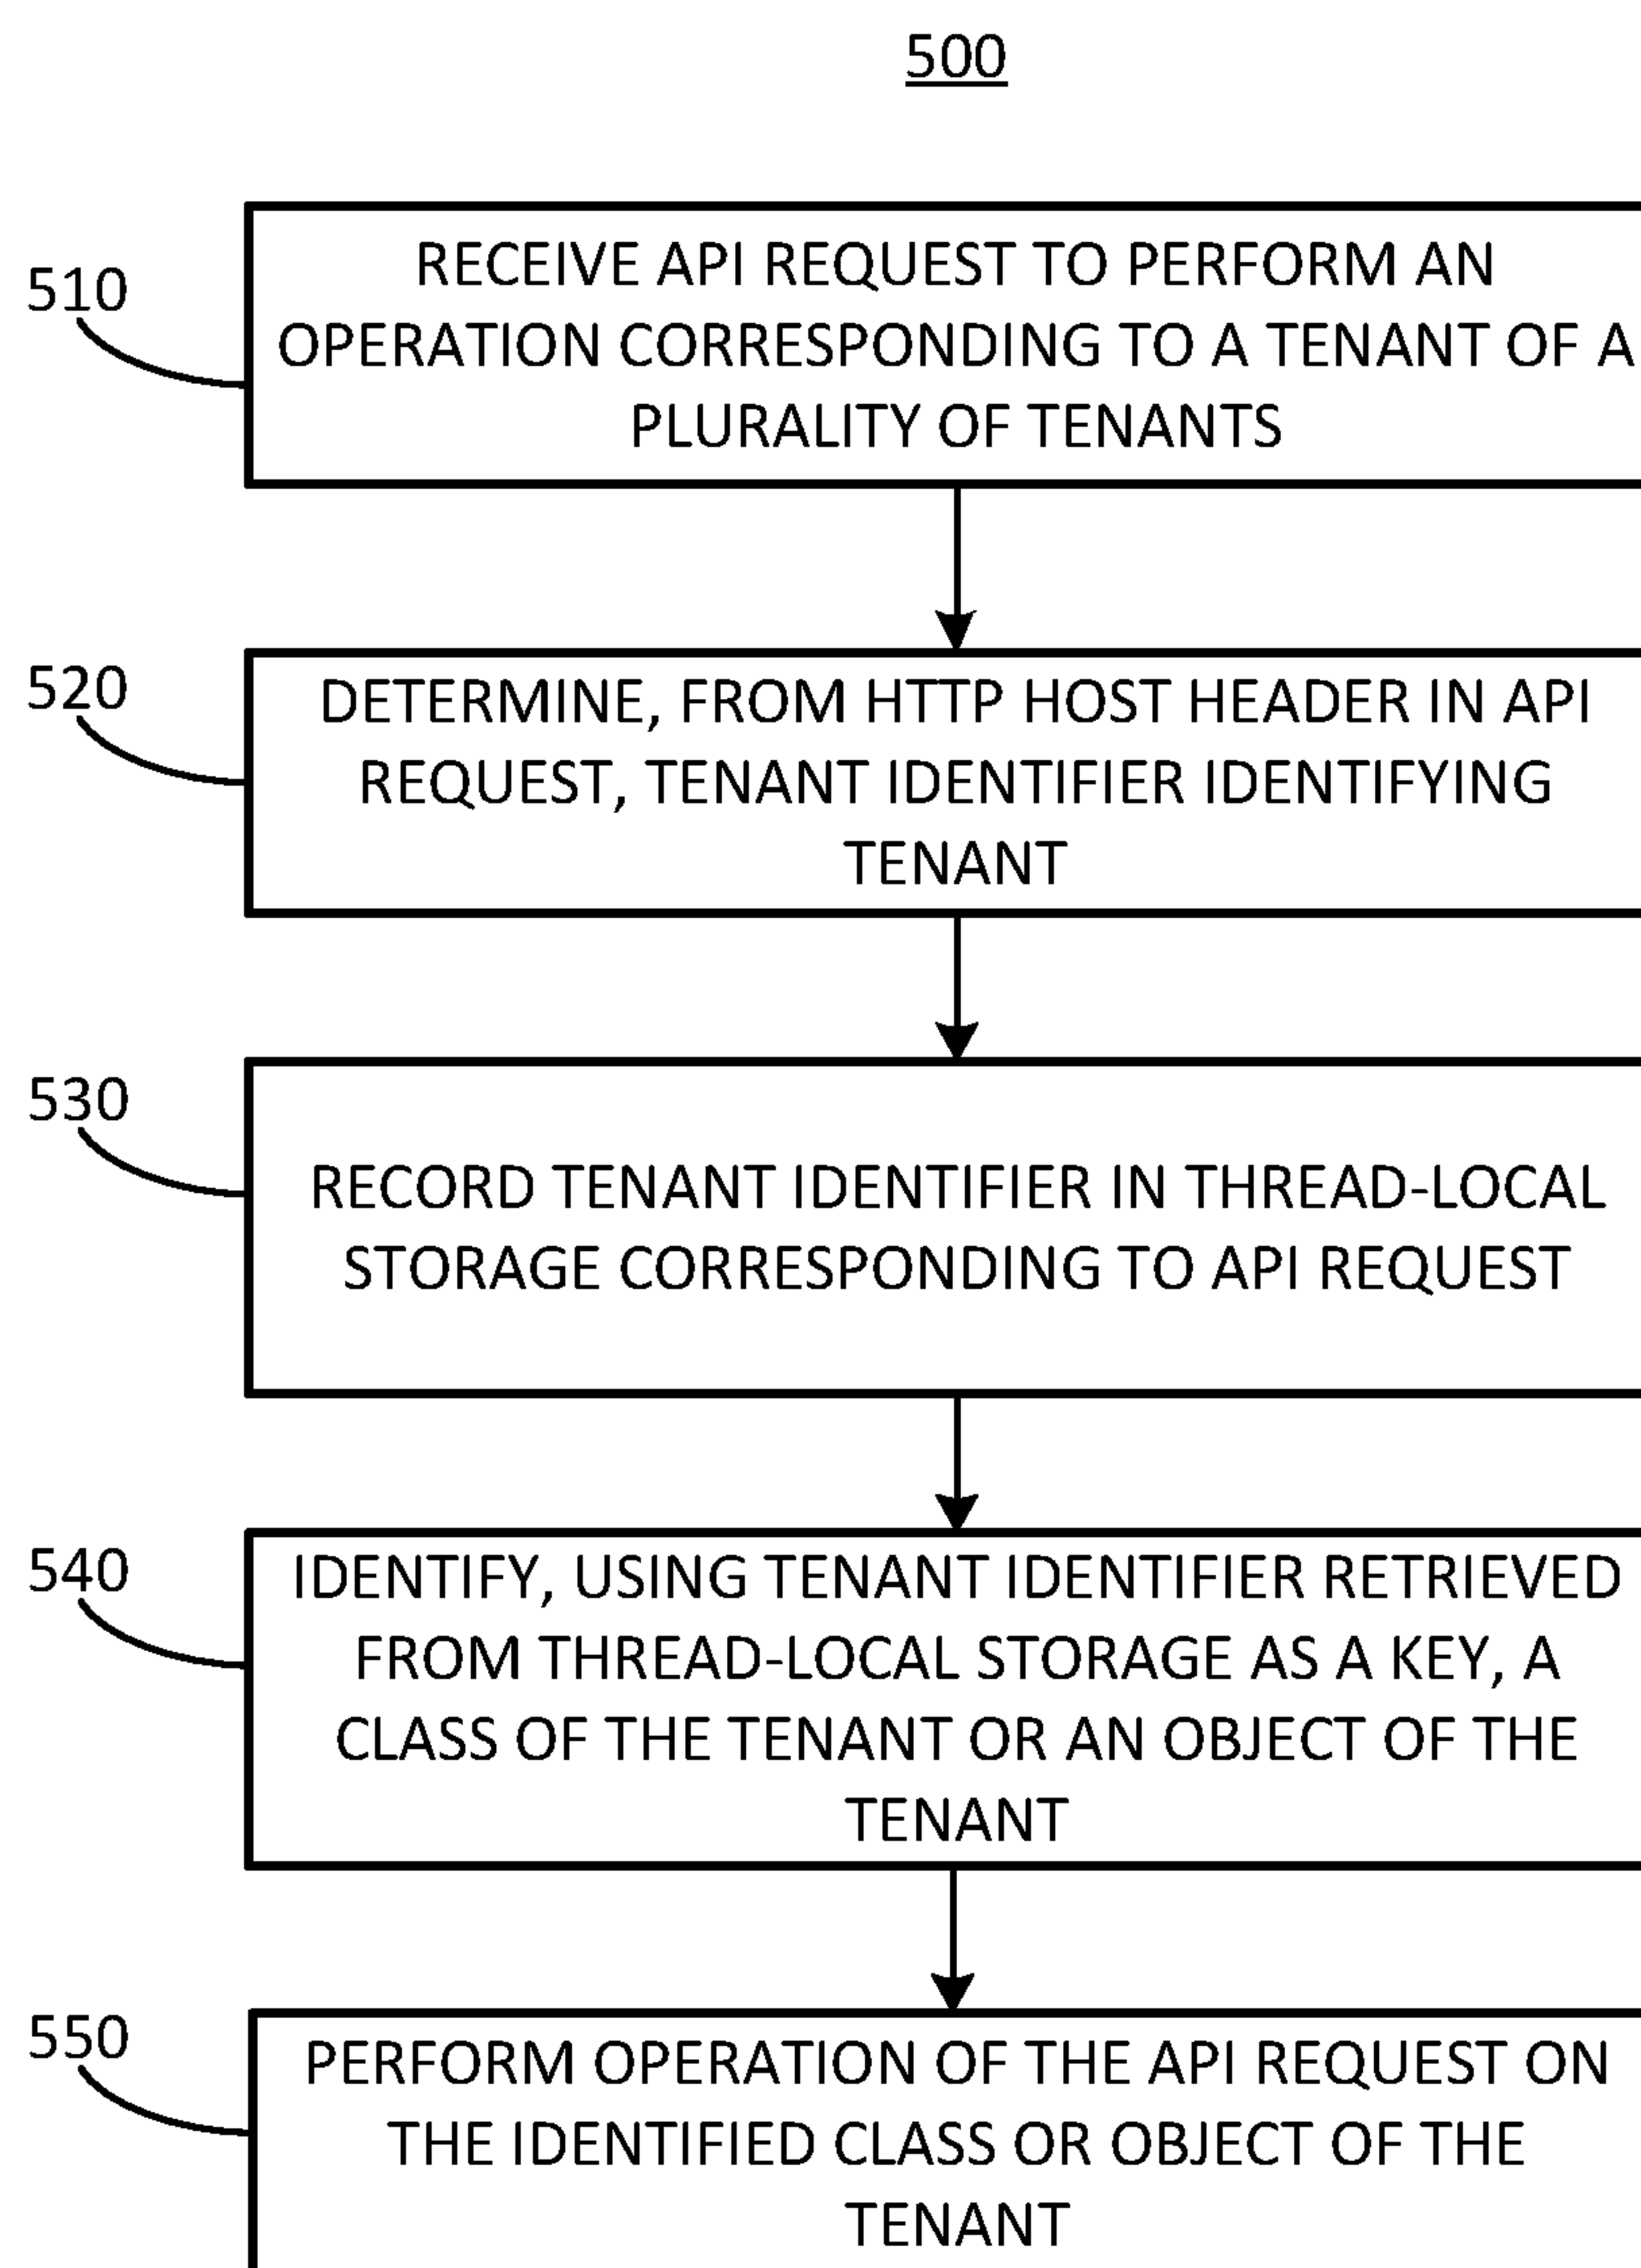 500
510
RECEIVE API REQUEST TO PERFORM AN
OPERATION CORRESPONDING TO A TENANT OF A
PLURALITY OF TENANTS
520
DETERMINE, FROM HTTP HOST HEADER IN API
REQUEST, TENANT IDENTIFIER IDENTIFYING
TENANT
530
RECORD TENANT IDENTIFIER IN THREAD-LOCAL
STORAGE CORRESPONDING TO API REQUEST
540
IDENTIFY, USING TENANT IDENTIFIER RETRIEVED
FROM THREAD-LOCAL STORAGE AS A KEY, A
CLASS OF THE TENANT OR AN OBJECT OF THE
TENANT
550
PERFORM OPERATION OF THE API REQUEST ON
THE IDENTIFIED CLASS OR OBJECT OF THE
TENANT